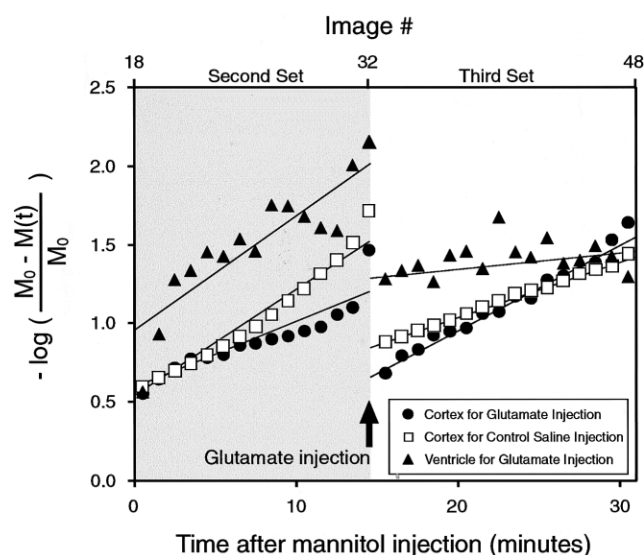 Image #
18 32 48
Second Set Third Set
2.5
2.0
1.5
1.0
0.5
0.0
- log ( M₀ - M(t) / M₀ )
Glutamate injection
Cortex for Glutamate Injection
Cortex for Control Saline Injection
Ventricle for Glutamate Injection
0 10 20 30
Time after mannitol injection (minutes)